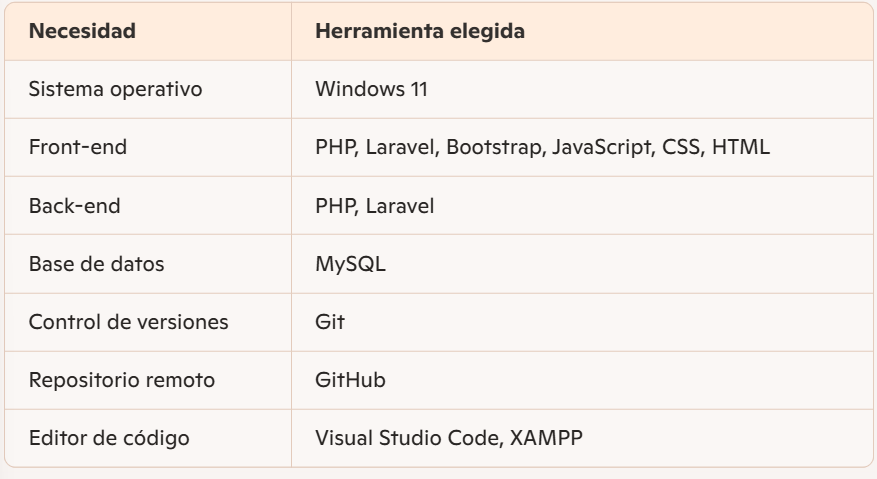 Necesidad Herramienta elegida
Sistema operativo Windows 11
Front-end PHP, Laravel, Bootstrap, JavaScript, CSS, HTML
Back-end PHP, Laravel
Base de datos MySQL
Control de versiones Git
Repositorio remoto GitHub
Editor de código Visual Studio Code, XAMPP